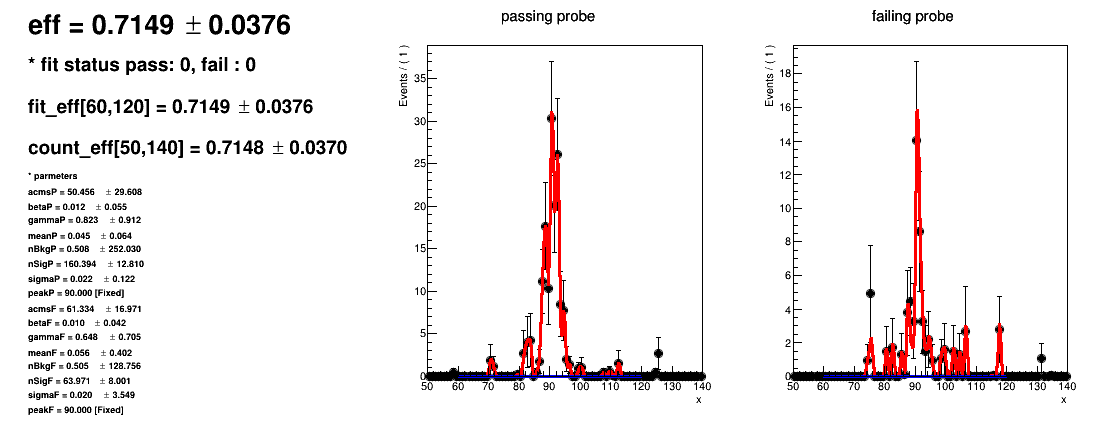 eff = 0.7149 ± 0.0376
* fit status pass: 0, fail : 0
fit_eff[60,120] = 0.7149 ± 0.0376
count_eff[50,140] = 0.7148 ± 0.0370
* parmeters
acmsP = 50.456 ± 29.608
betaP = 0.012 ± 0.055
gammaP = 0.823 ± 0.912
meanP = 0.045 ± 0.064
nBkgP = 0.508 ± 252.030
nSigP = 160.394 ± 12.810
sigmaP = 0.022 ± 0.122
peakP = 90.000 [Fixed]
acmsF = 61.334 ± 16.971
betaF = 0.010 ± 0.042
gammaF = 0.648 ± 0.705
meanF = 0.056 ± 0.402
nBkgF = 0.505 ± 128.756
nSigF = 63.971 ± 8.001
sigmaF = 0.020 ± 3.549
peakF = 90.000 [Fixed]
passing probe
Events / ( 1 )
35
30
25
20
15
10
5
0
50 60 70 80 90 100 110 120 130 140
x
failing probe
Events / ( 1 )
18
16
14
12
10
8
6
4
2
0
50 60 70 80 90 100 110 120 130 140
x